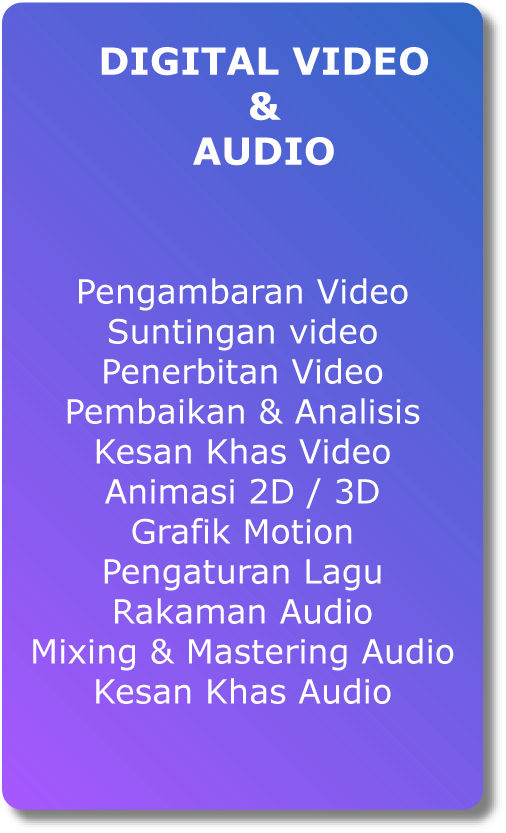 DIGITAL VIDEO
&
AUDIO
Pengambaran Video
Suntingan video
Penerbitan Video
Pembaikan & Analisis
Kesan Khas Video
Animasi 2D / 3D
Grafik Motion
Pengaturan Lagu
Rakaman Audio
Mixing & Mastering Audio
Kesan Khas Audio